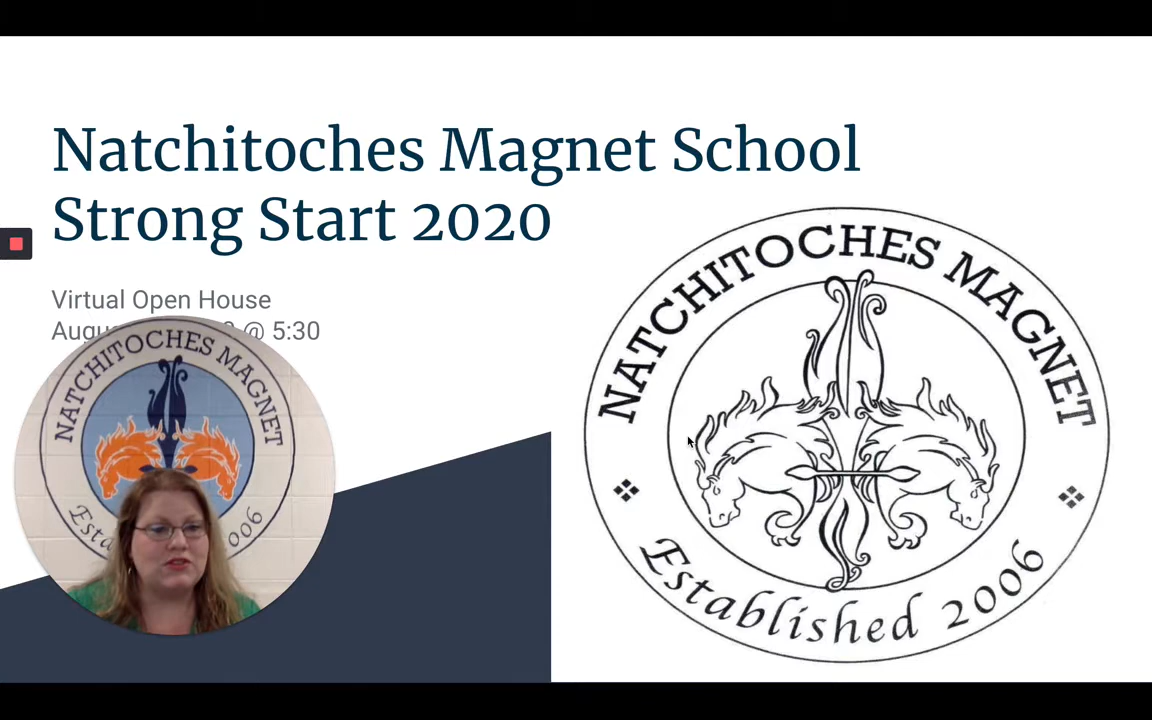 Natchitoches Magnet School
Strong Start 2020
Virtual Open House
@ 5:30
NATCHITOCHES MAGNET
Established 2006
NATCHITOCHES MAGNET